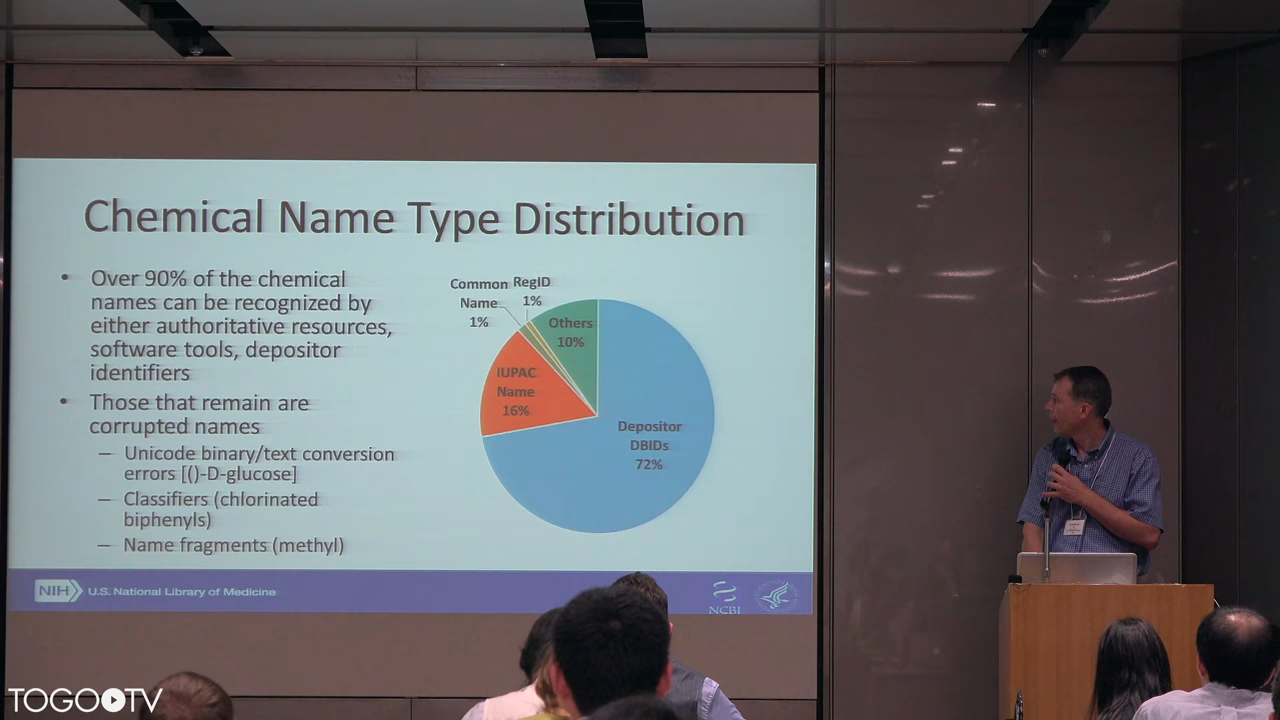 Chemical Name Type Distribution
• Over 90% of the chemical
names can be recognized by
either authoritative resources,
software tools, depositor
identifiers
• Those that remain are
corrupted names
– Unicode binary/text conversion
errors [()-D-glucose]
– Classifiers (chlorinated
biphenyls)
– Name fragments (methyl)
Common
Name
1%
RegID
1%
Others
10%
IUPAC
Name
16%
Depositor
DBIDs
72%
NIH
U.S. National Library of Medicine
NCBI
TOGO TV